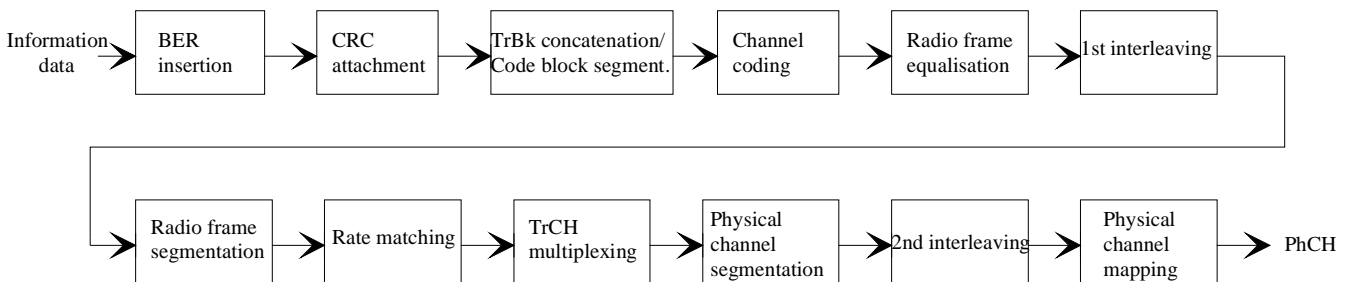 Information
data
BER
insertion
CRC
attachment
TrBk concatenation/
Code block segment.
Channel
coding
Radio frame
equalisation
1st interleaving
Radio frame
segmentation
Rate matching
TrCH
multiplexing
Physical
channel
segmentation
2nd interleaving
Physical
channel
mapping
PhCH